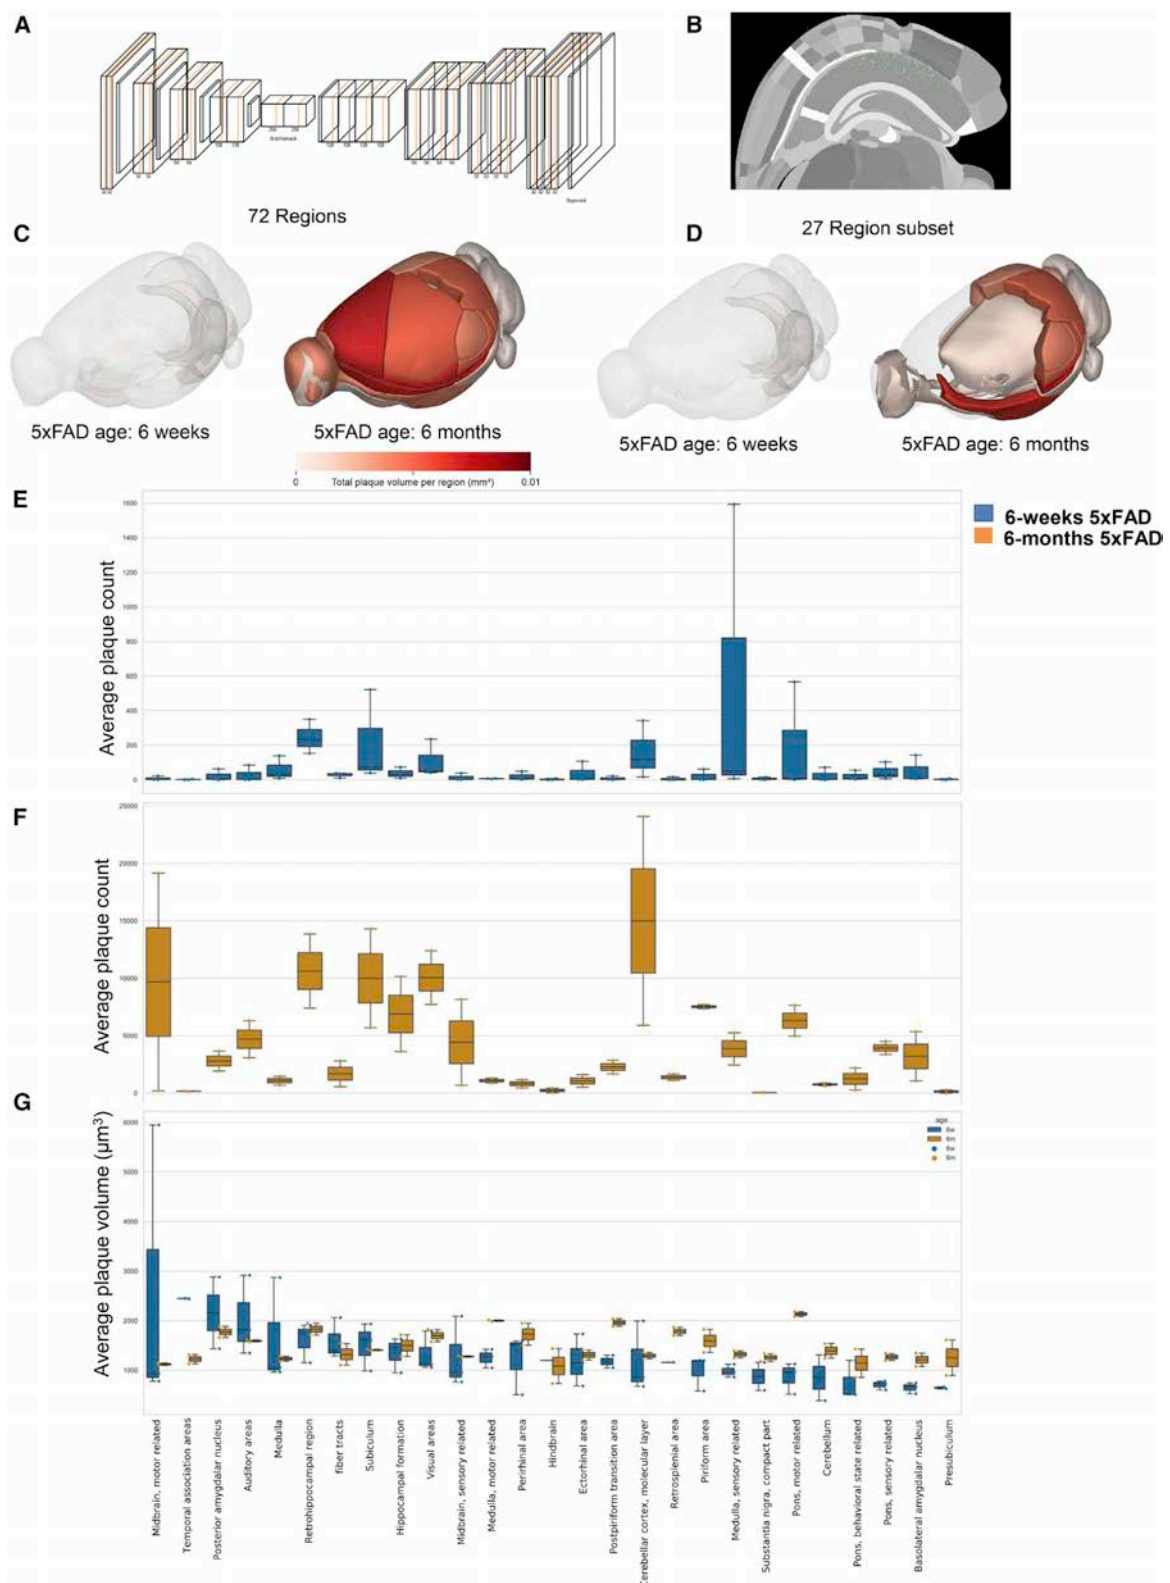 A
B
72 Regions
27 Region subset
C
D
5xFAD age: 6 weeks
5xFAD age: 6 months
5xFAD age: 6 weeks
5xFAD age: 6 months
0
0.01
Total plaque volume per region (mm³)
E
Average plaque count
1600
1400
1200
1000
800
600
400
200
0
6-weeks 5xFAD
6-months 5xFAD
F
Average plaque count
25000
20000
15000
10000
5000
0
G
Average plaque volume (µm³)
6000
5000
4000
3000
2000
1000
age
6w
6m
6w
6m
Midbrain, motor related
Temporal association areas
Posterior amygdalar nucleus
Auditory areas
Medulla
Retrohippocampal region
fiber tracts
Subiculum
Hippocampal formation
Visual areas
Midbrain, sensory related
Medulla, motor related
Perirhinal area
Hindbrain
Ectorhinal area
Postpiriform transition area
Cerebellar cortex, molecular layer
Retrosplenial area
Piriform area
Medulla, sensory related
Substantia nigra, compact part
Pons, motor related
Cerebellum
Pons, behavioral state related
Pons, sensory related
Basolateral amygdalar nucleus
Presubiculum